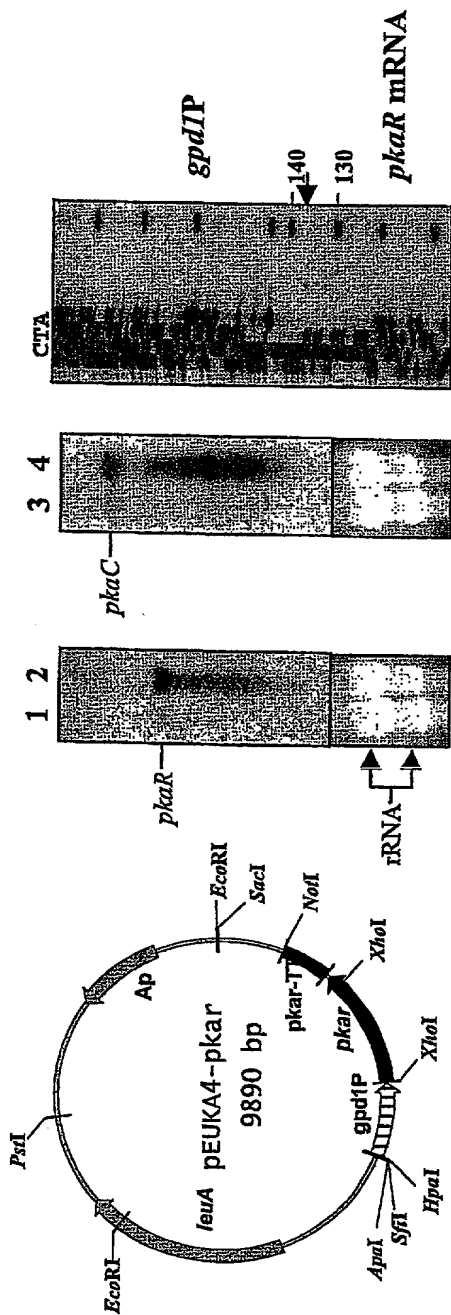 PstI
EcoRI
Ap
EcoRI
SacI
leuA
pEUKA4-pkar
9890 bp
NotI
pkar-T
pkar
XhoI
gpd1P
XhoI
ApaI
SfiI
HpaI
1 2
pkaR
rRNA
3 4
pkaC
CTA
gpd1P
140
130
pkaR mRNA